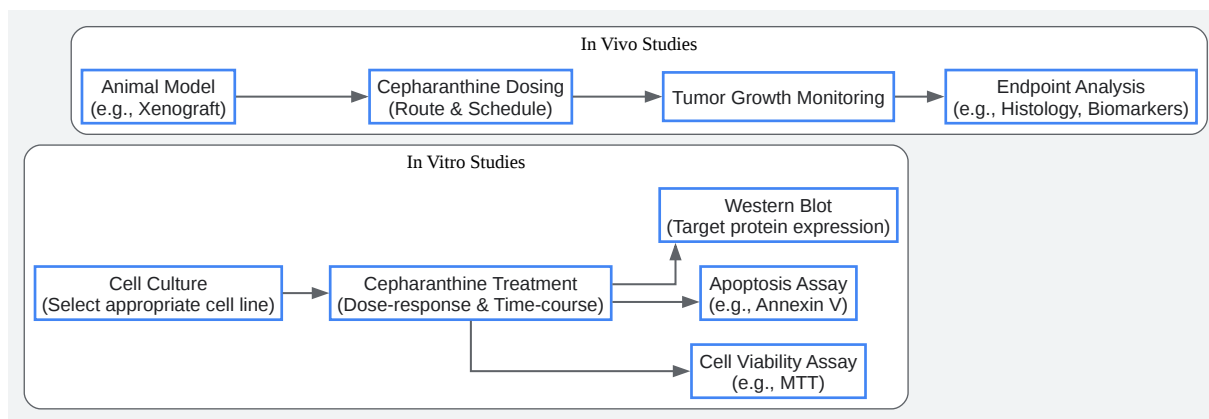 In Vivo Studies
Animal Model
(e.g., Xenograft)
Cepharanthine Dosing
(Route & Schedule)
Tumor Growth Monitoring
Endpoint Analysis
(e.g., Histology, Biomarkers)
In Vitro Studies
Cell Culture
(Select appropriate cell line)
Cepharanthine Treatment
(Dose-response & Time-course)
Western Blot
(Target protein expression)
Apoptosis Assay
(e.g., Annexin V)
Cell Viability Assay
(e.g., MTT)